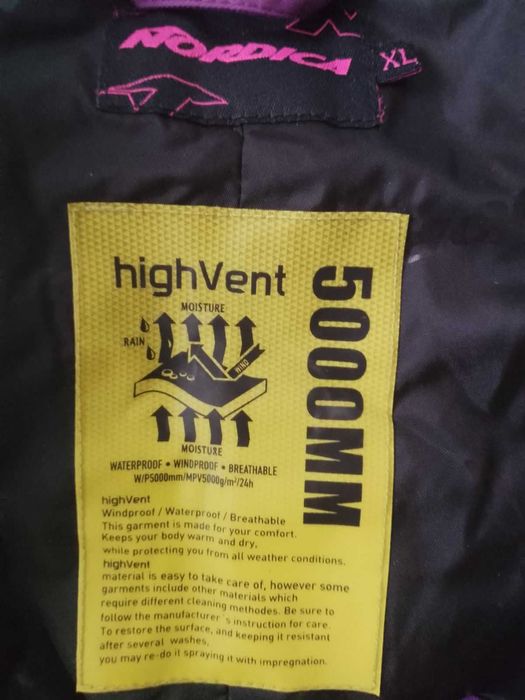 NORDICA
XL
highVent
5000MM
MOISTURE
RAIN
WIND
MOISTURE
WATERPROOF • WINDPROOF • BREATHABLE
W/P5000mm/MPV5000g/m²/24h
highVent
Windproof / Waterproof / Breathable
This garment is made for your comfort.
Keeps your body warm and dry,
while protecting you from all weather conditions.
highVent
material is easy to take care of, however some
garments include other materials which
require different cleaning methodes. Be sure to
follow the manufacturer´s instruction for care.
To restore the surface, and keeping it resistant
after several washes,
you may re-do it spraying it with impregnation.